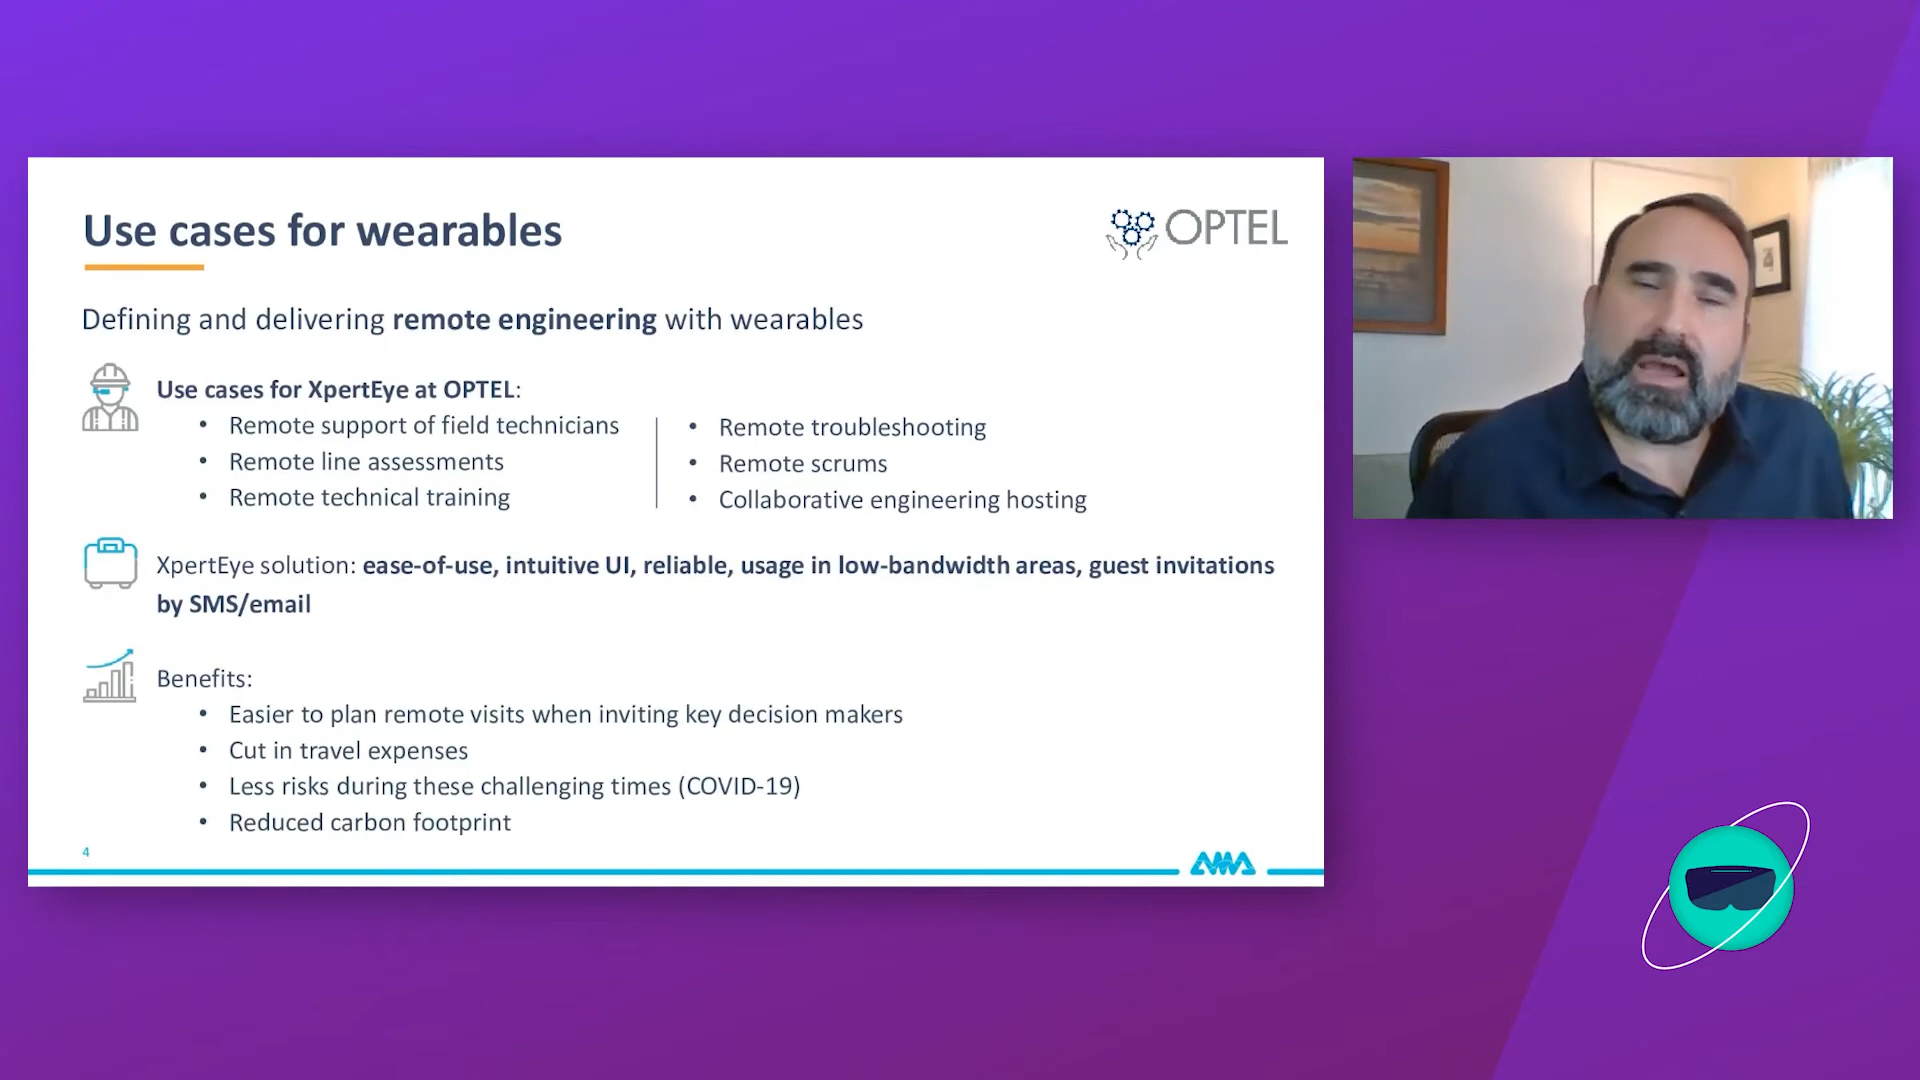 Use cases for wearables
OPTEL
Defining and delivering remote engineering with wearables
Use cases for XpertEye at OPTEL:
• Remote support of field technicians
• Remote line assessments
• Remote technical training
• Remote troubleshooting
• Remote scrums
• Collaborative engineering hosting
XpertEye solution: ease-of-use, intuitive UI, reliable, usage in low-bandwidth areas, guest invitations
by SMS/email
Benefits:
• Easier to plan remote visits when inviting key decision makers
• Cut in travel expenses
• Less risks during these challenging times (COVID-19)
• Reduced carbon footprint
4
AMA